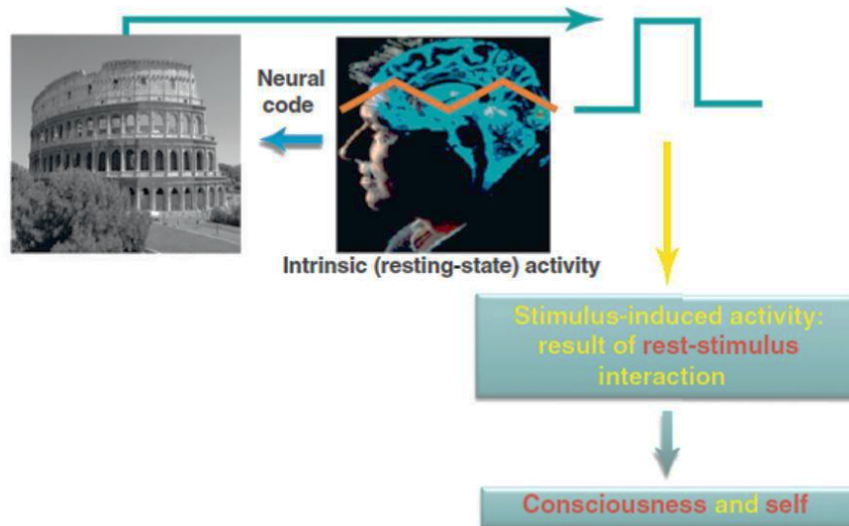 Neural
code
Intrinsic (resting-state) activity
Stimulus-induced activity:
result of rest-stimulus
interaction
Consciousness and self